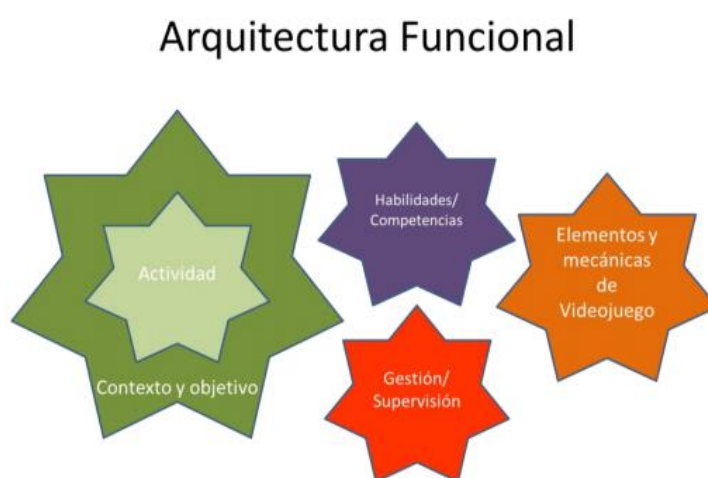 Arquitectura Funcional
Actividad
Contexto y objetivo
Habilidades/
Competencias
Gestión/
Supervisión
Elementos y
mecánicas
de
Videojuego